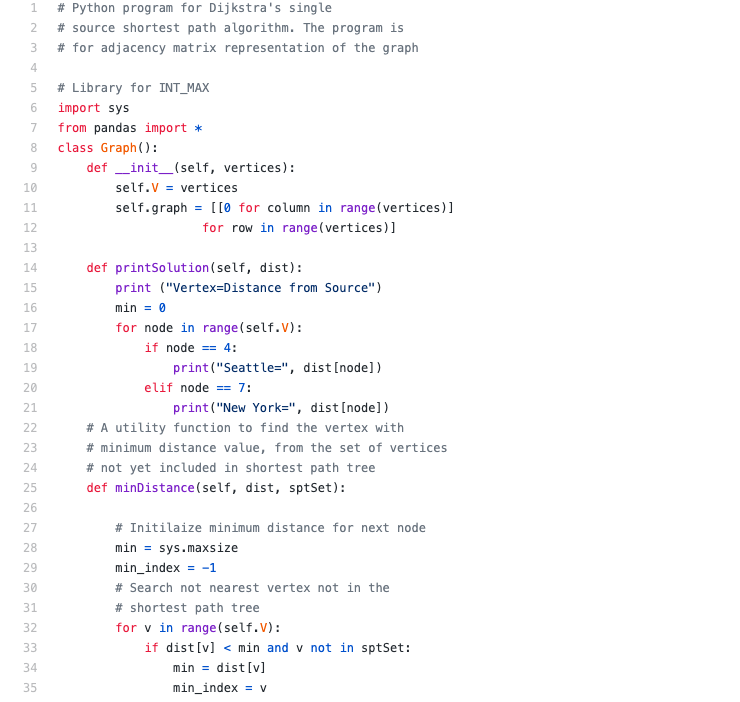 1 # Python program for Dijkstra's single
2 # source shortest path algorithm. The program is
3 # for adjacency matrix representation of the graph
4
5 # Library for INT_MAX
6 import sys
7 from pandas import *
8 class Graph():
9     def __init__(self, vertices):
10         self.V = vertices
11         self.graph = [[0 for column in range(vertices)]
12                     for row in range(vertices)]
13
14     def printSolution(self, dist):
15         print ("Vertex=Distance from Source")
16         min = 0
17         for node in range(self.V):
18             if node == 4:
19                 print("Seattle=", dist[node])
20             elif node == 7:
21                 print("New York=", dist[node])
22     # A utility function to find the vertex with
23     # minimum distance value, from the set of vertices
24     # not yet included in shortest path tree
25     def minDistance(self, dist, sptSet):
26
27         # Initilaize minimum distance for next node
28         min = sys.maxsize
29         min_index = -1
30         # Search not nearest vertex not in the
31         # shortest path tree
32         for v in range(self.V):
33             if dist[v] < min and v not in sptSet:
34                 min = dist[v]
35                 min_index = v